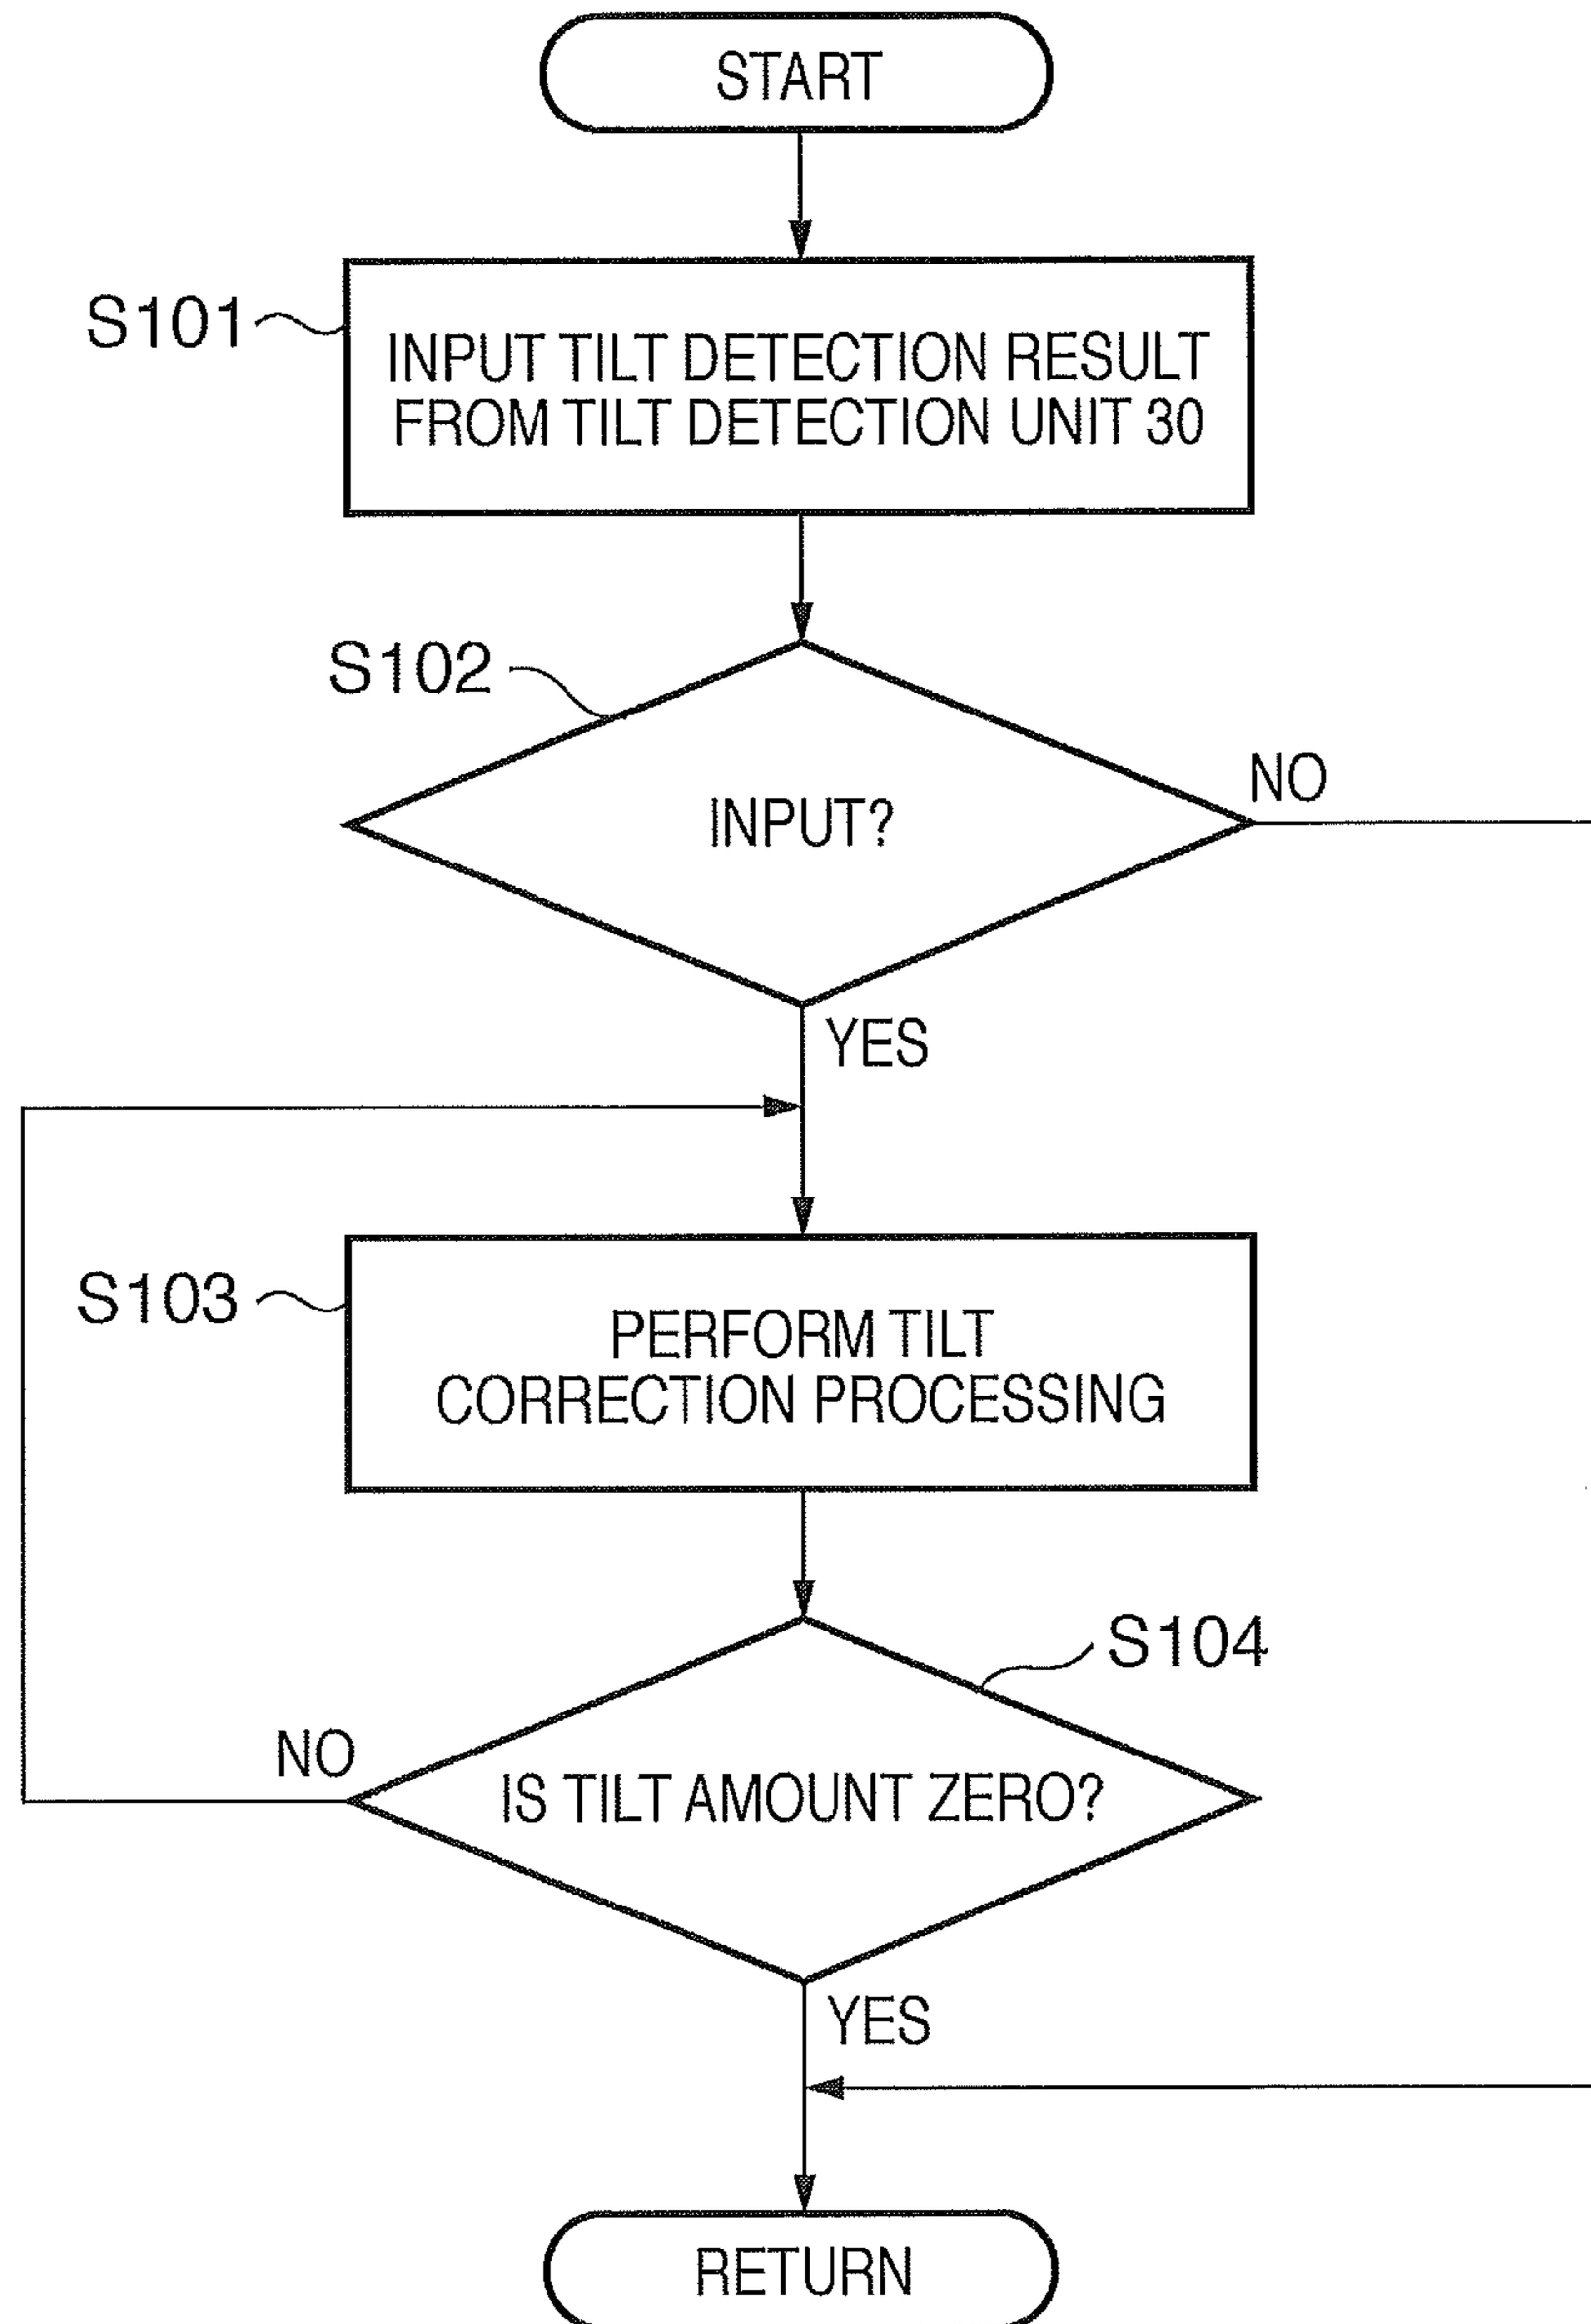 START
S101
INPUT TILT DETECTION RESULT
FROM TILT DETECTION UNIT 30
S102
INPUT?
NO
YES
S103
PERFORM TILT
CORRECTION PROCESSING
S104
NO
IS TILT AMOUNT ZERO?
YES
RETURN